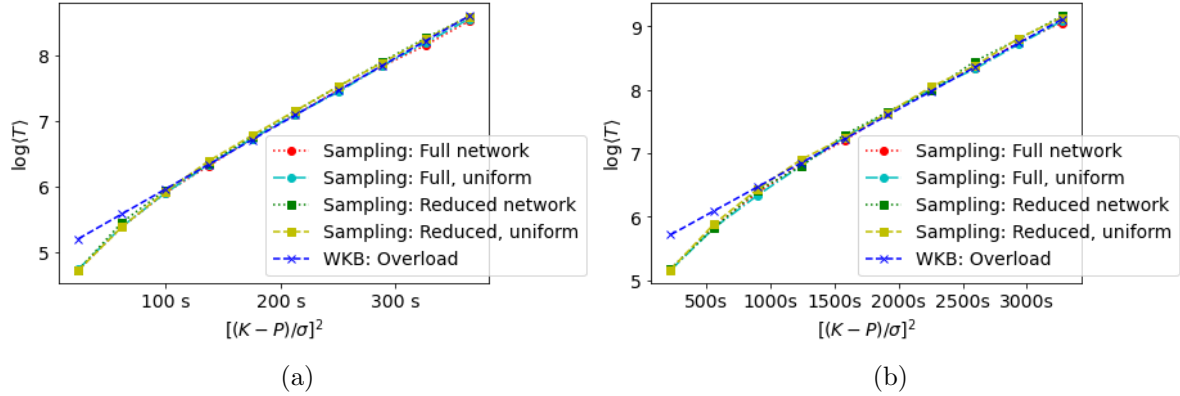 8
7
6
5
log⟨T⟩
Sampling: Full network
Sampling: Full, uniform
Sampling: Reduced network
Sampling: Reduced, uniform
WKB: Overload
100 s 200 s 300 s
[(K − P)/σ]²
(a)
9
8
7
6
5
log⟨T⟩
Sampling: Full network
Sampling: Full, uniform
Sampling: Reduced network
Sampling: Reduced, uniform
WKB: Overload
500s 1000s 1500s 2000s 2500s 3000s
[(K − P)/σ]²
(b)